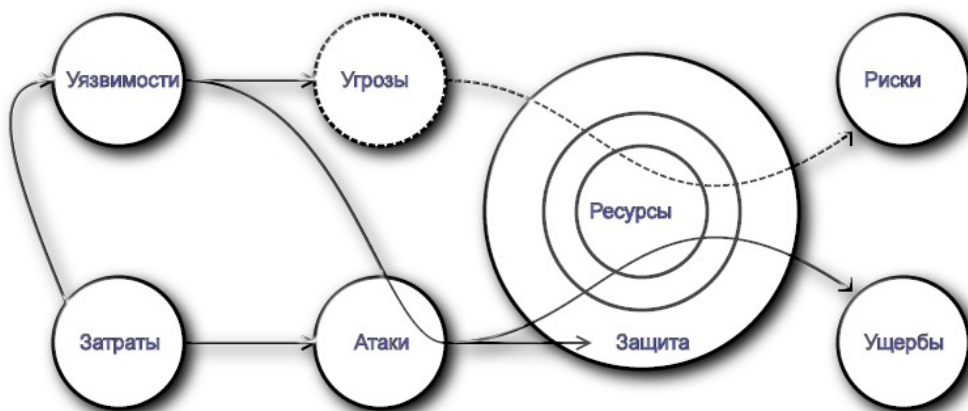 Уязвимости
Угрозы
Риски
Ресурсы
Затраты
Атаки
Защита
Ущербы